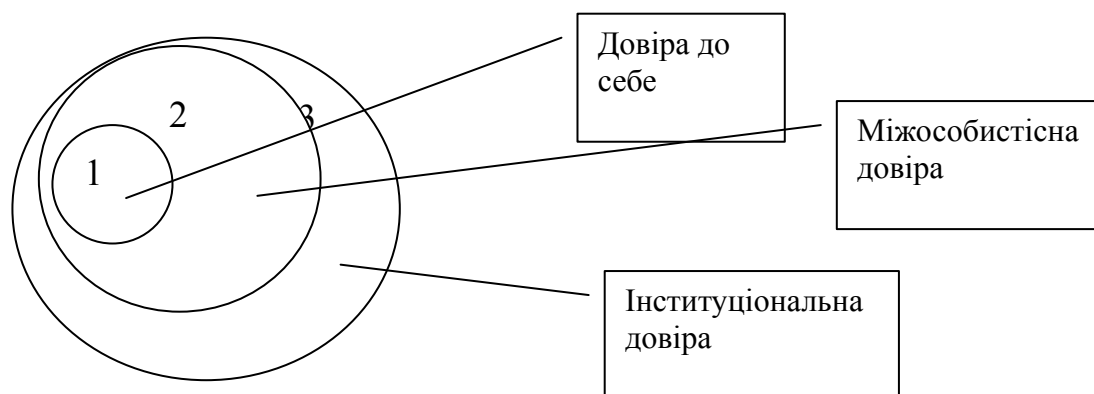 Довіра до
себе
2
3
Міжособистісна
довіра
1
Інституціональна
довіра